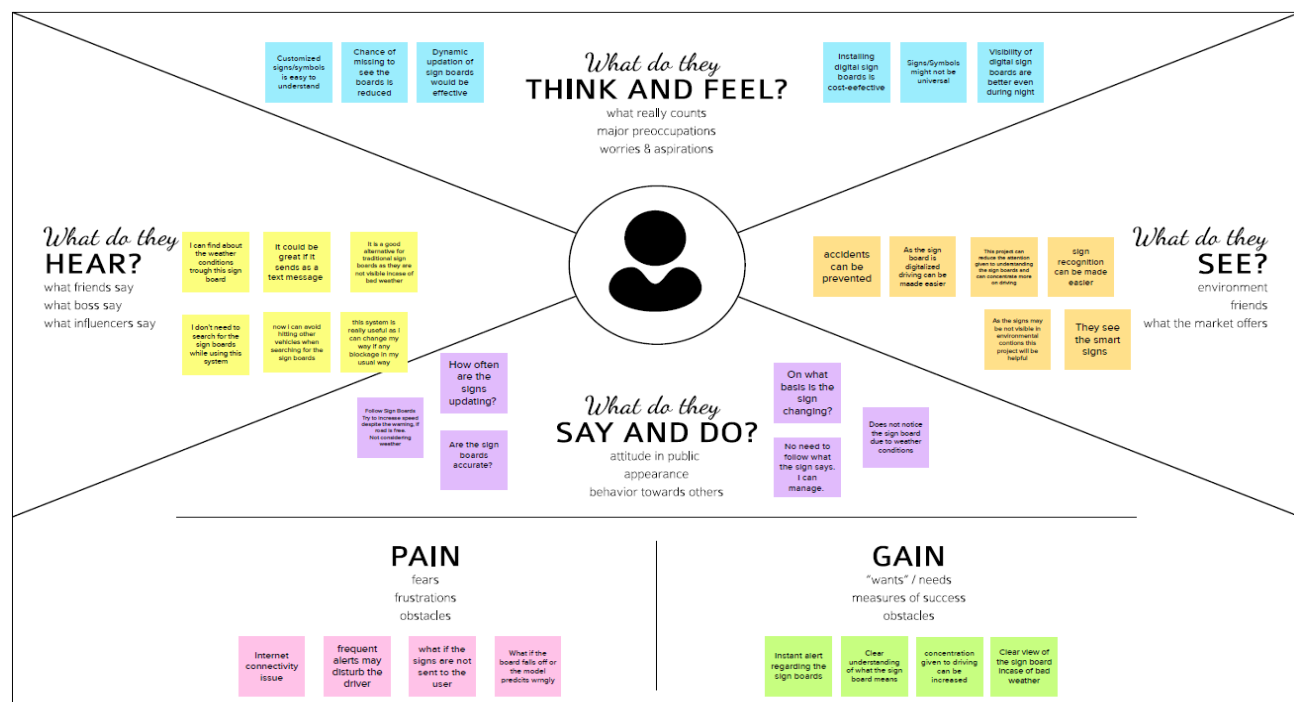 Customized
signs/symbols
is easy to
understand
Chance of
missing to
see the
boards is
reduced
Dynamic
updation of
sign boards
would be
effective
What do they
THINK AND FEEL?
what really counts
major preoccupations
worries & aspirations
Installing
digital sign
boards is
cost-eefective
Signs/Symbols
might not be
universal
Visibility of
digital sign
boards are
better even
during night
What do they
HEAR?
what friends say
what boss say
what influencers say
I can find about
the weather
conditions
trough this sign
board
It could be
great if it
sends as a
text message
It is a good
alternative for
traditional sign
boards as they are
not visible incase of
bad weather
I don't need to
search for the
sign boards
while using this
system
now I can avoid
hitting other
vehicles when
searching for the
sign boards
this system is
really useful as I
can change my
way if any
blockage in my
usual way
accidents
can be
prevented
As the sign
board is
digitalized
driving can be
maade easier
This project can
reduce the attention
given to understanding
the sign boards and
can concentrate more
on driving
sign
recognition
can be made
easier
As the signs may
be not visible in
environmental
contions this
project will be
helpful
They see
the smart
signs
What do they
SEE?
environment
friends
what the market offers
Follow Sign Boards
Try to increase speed
despite the warning, if
road is free.
Not considering
weather
How often
are the
signs
updating?
Are the sign
boards
accurate?
What do they
SAY AND DO?
attitude in public
appearance
behavior towards others
On what
basis is the
sign
changing?
No need to
follow what
the sign says.
I can
manage.
Does not notice
the sign board
due to weather
conditions
PAIN
fears
frustrations
obstacles
Internet
connectivity
issue
frequent
alerts may
disturb the
driver
what if the
signs are not
sent to the
user
What if the
board falls off or
the model
predcits wrngly
GAIN
"wants" / needs
measures of success
obstacles
Instant alert
regarding the
sign boards
Clear
understanding
of what the sign
board means
concentration
given to driving
can be
increased
Clear view of
the sign board
incase of bad
weather